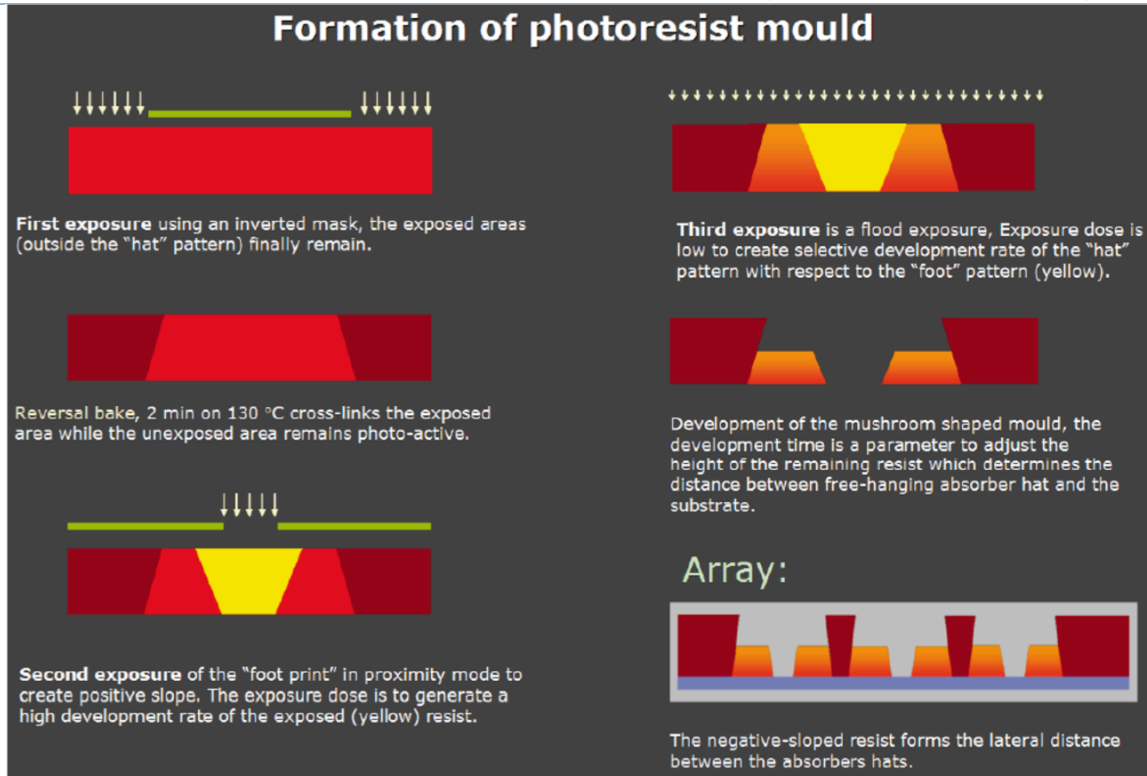 Formation of photoresist mould
First exposure using an inverted mask, the exposed areas
(outside the “hat” pattern) finally remain.
Reversal bake, 2 min on 130 °C cross-links the exposed
area while the unexposed area remains photo-active.
Second exposure of the “foot print” in proximity mode to
create positive slope. The exposure dose is to generate a
high development rate of the exposed (yellow) resist.
Third exposure is a flood exposure, Exposure dose is
low to create selective development rate of the “hat”
pattern with respect to the “foot” pattern (yellow).
Development of the mushroom shaped mould, the
development time is a parameter to adjust the
height of the remaining resist which determines the
distance between free-hanging absorber hat and the
substrate.
Array:
The negative-sloped resist forms the lateral distance
between the absorbers hats.